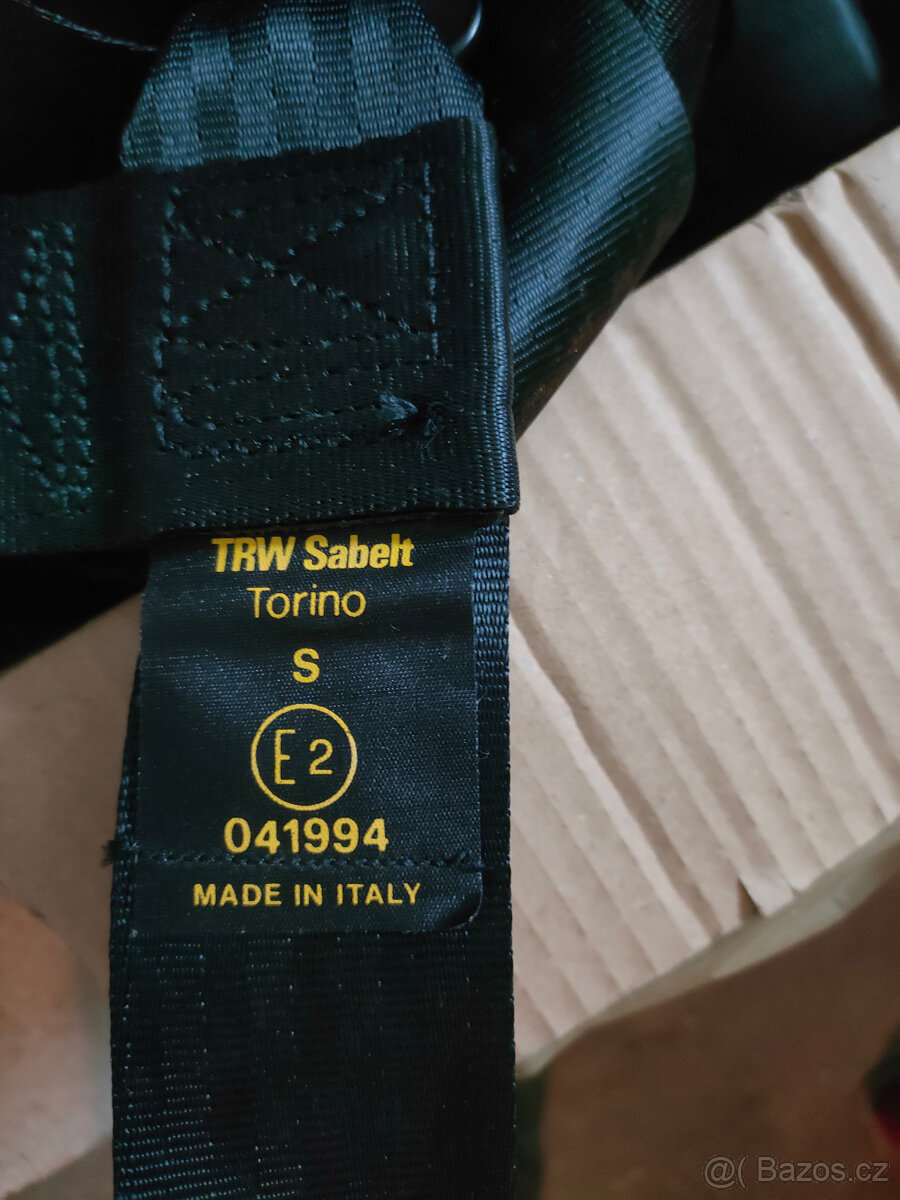 TRW Sabelt
Torino
S
E2
041994
MADE IN ITALY
@( Bazos.cz